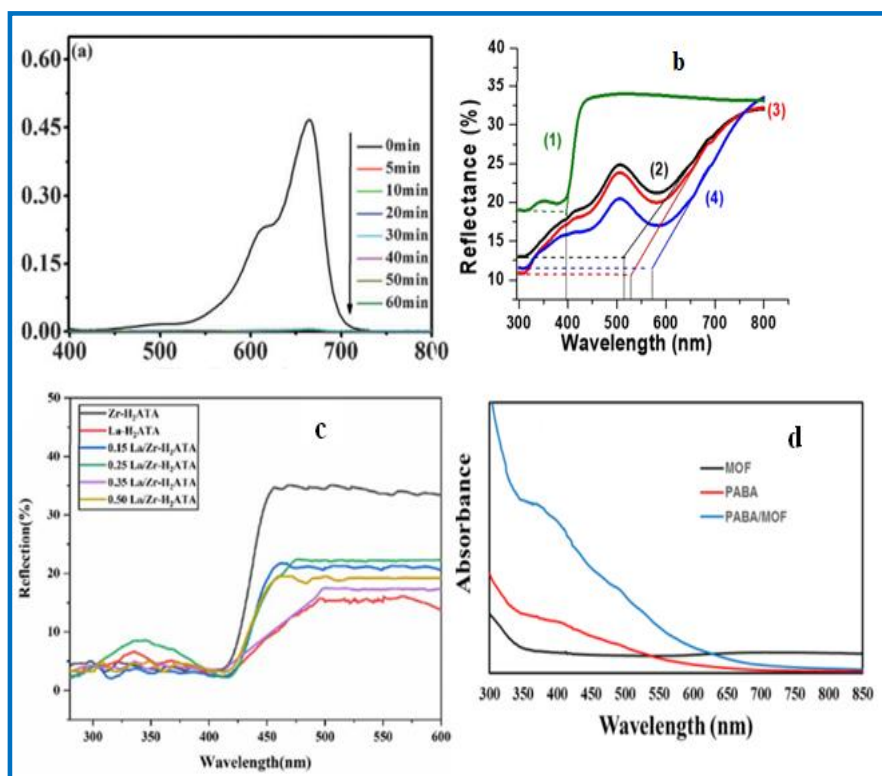 (a)
0.60
0.45
0.30
0.15
0.00
0min
5min
10min
20min
30min
40min
50min
60min
400 500 600 700 800
b
Reflectance (%)
40
35
30
25
20
15
10
(1)
(2)
(3)
(4)
300 400 500 600 700 800
Wavelength (nm)
c
Reflection(%)
50
40
30
20
10
0
Zr-H₂ATA
La-H₂ATA
0.15 La/Zr-H₂ATA
0.25 La/Zr-H₂ATA
0.35 La/Zr-H₂ATA
0.50 La/Zr-H₂ATA
300 350 400 450 500 550 600
Wavelength(nm)
d
Absorbance
MOF
PABA
PABA/MOF
300 350 400 450 500 550 600 650 700 750 800 850
Wavelength (nm)